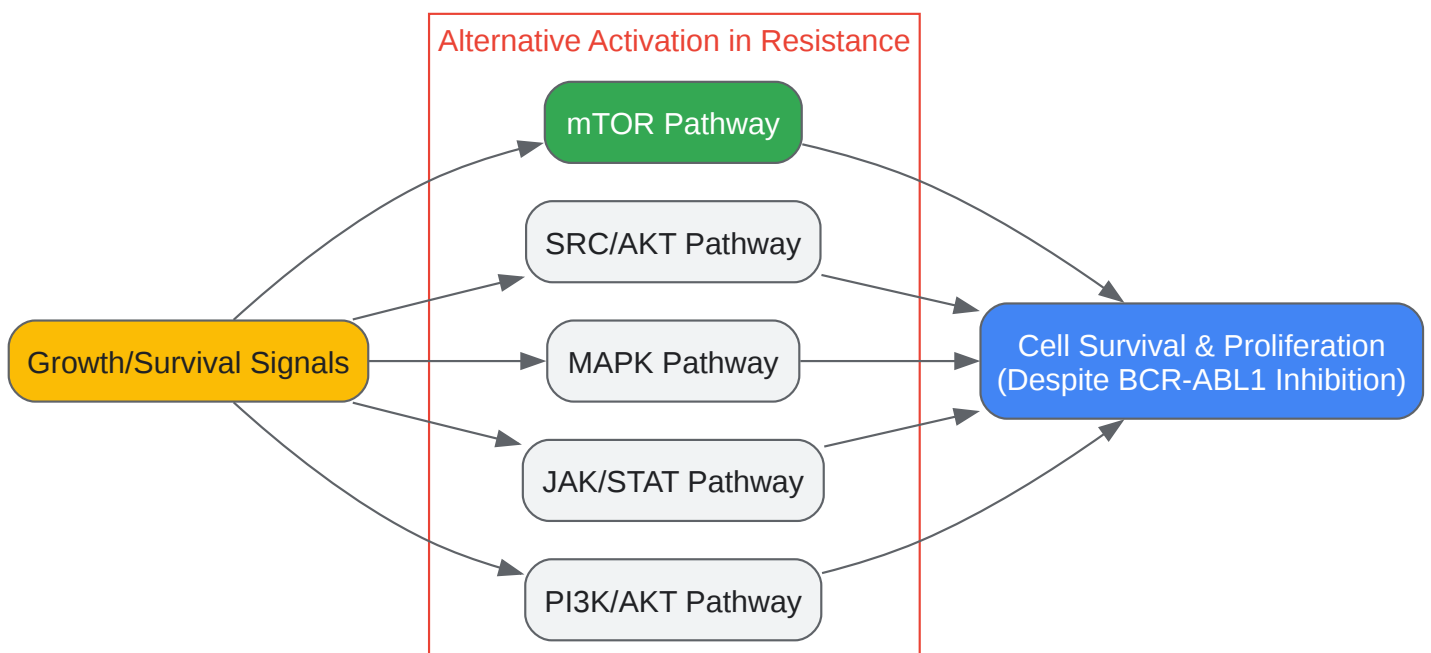 Alternative Activation in Resistance
mTOR Pathway
SRC/AKT Pathway
Growth/Survival Signals
MAPK Pathway
Cell Survival & Proliferation
(Despite BCR-ABL1 Inhibition)
JAK/STAT Pathway
PI3K/AKT Pathway